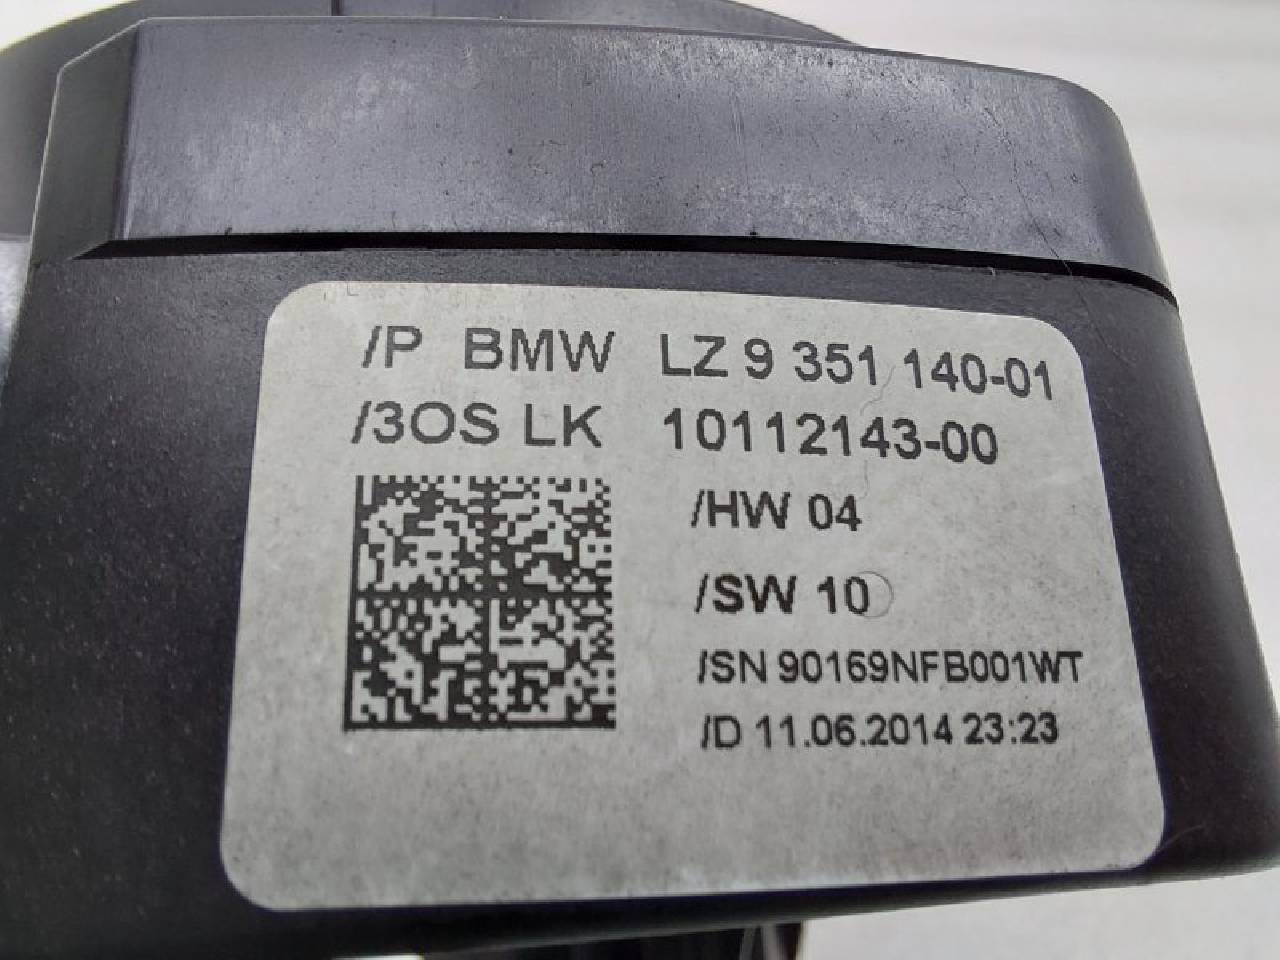 /P BMW LZ 9 351 140-01
/3OS LK 10112143-00
/HW 04
/SW 10
/SN 90169NFB001WT
/D 11.06.2014 23:23